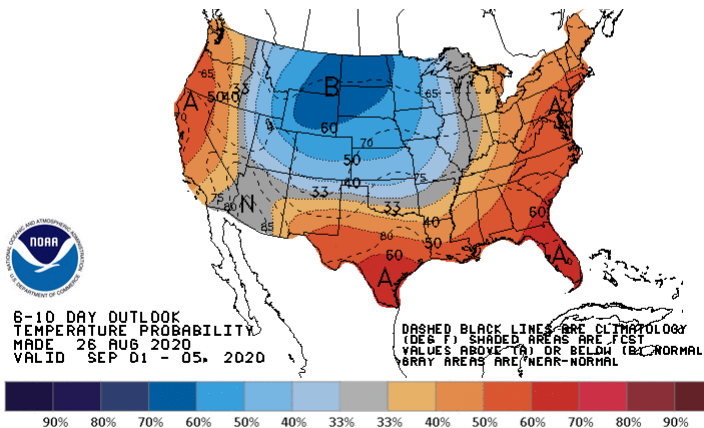 65
A
50
40
33
B
60
65
70
50
40
75
33
33
75
80
N
85
80
40
50
60
A
A
60
A
NATIONAL OCEANIC AND ATMOSPHERIC ADMINISTRATION
NOAA
U.S. DEPARTMENT OF COMMERCE
6-10 DAY OUTLOOK
TEMPERATURE PROBABILITY
MADE 26 AUG 2020
VALID SEP 01 - 05, 2020
DASHED BLACK LINES ARE CLIMATOLOGY
(DEG F) SHADED AREAS ARE FCST
VALUES ABOVE (A) OR BELOW (B) NORMAL
GRAY AREAS ARE NEAR-NORMAL
90% 80% 70% 60% 50% 40% 33% 33% 40% 50% 60% 70% 80% 90%